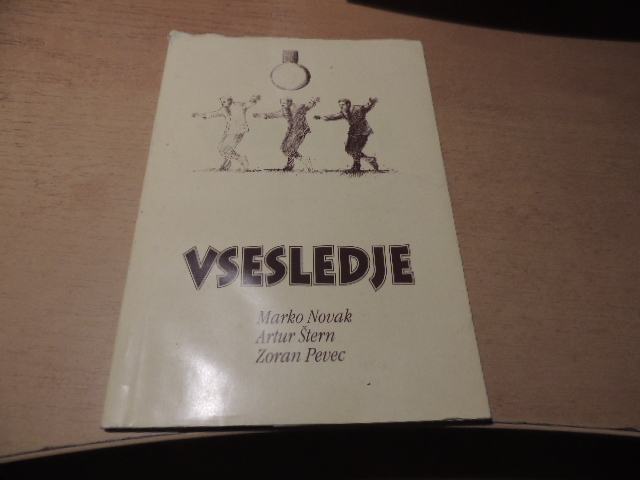 VSESLEDJE
Marko Novak
Artur Štern
Zoran Pevec